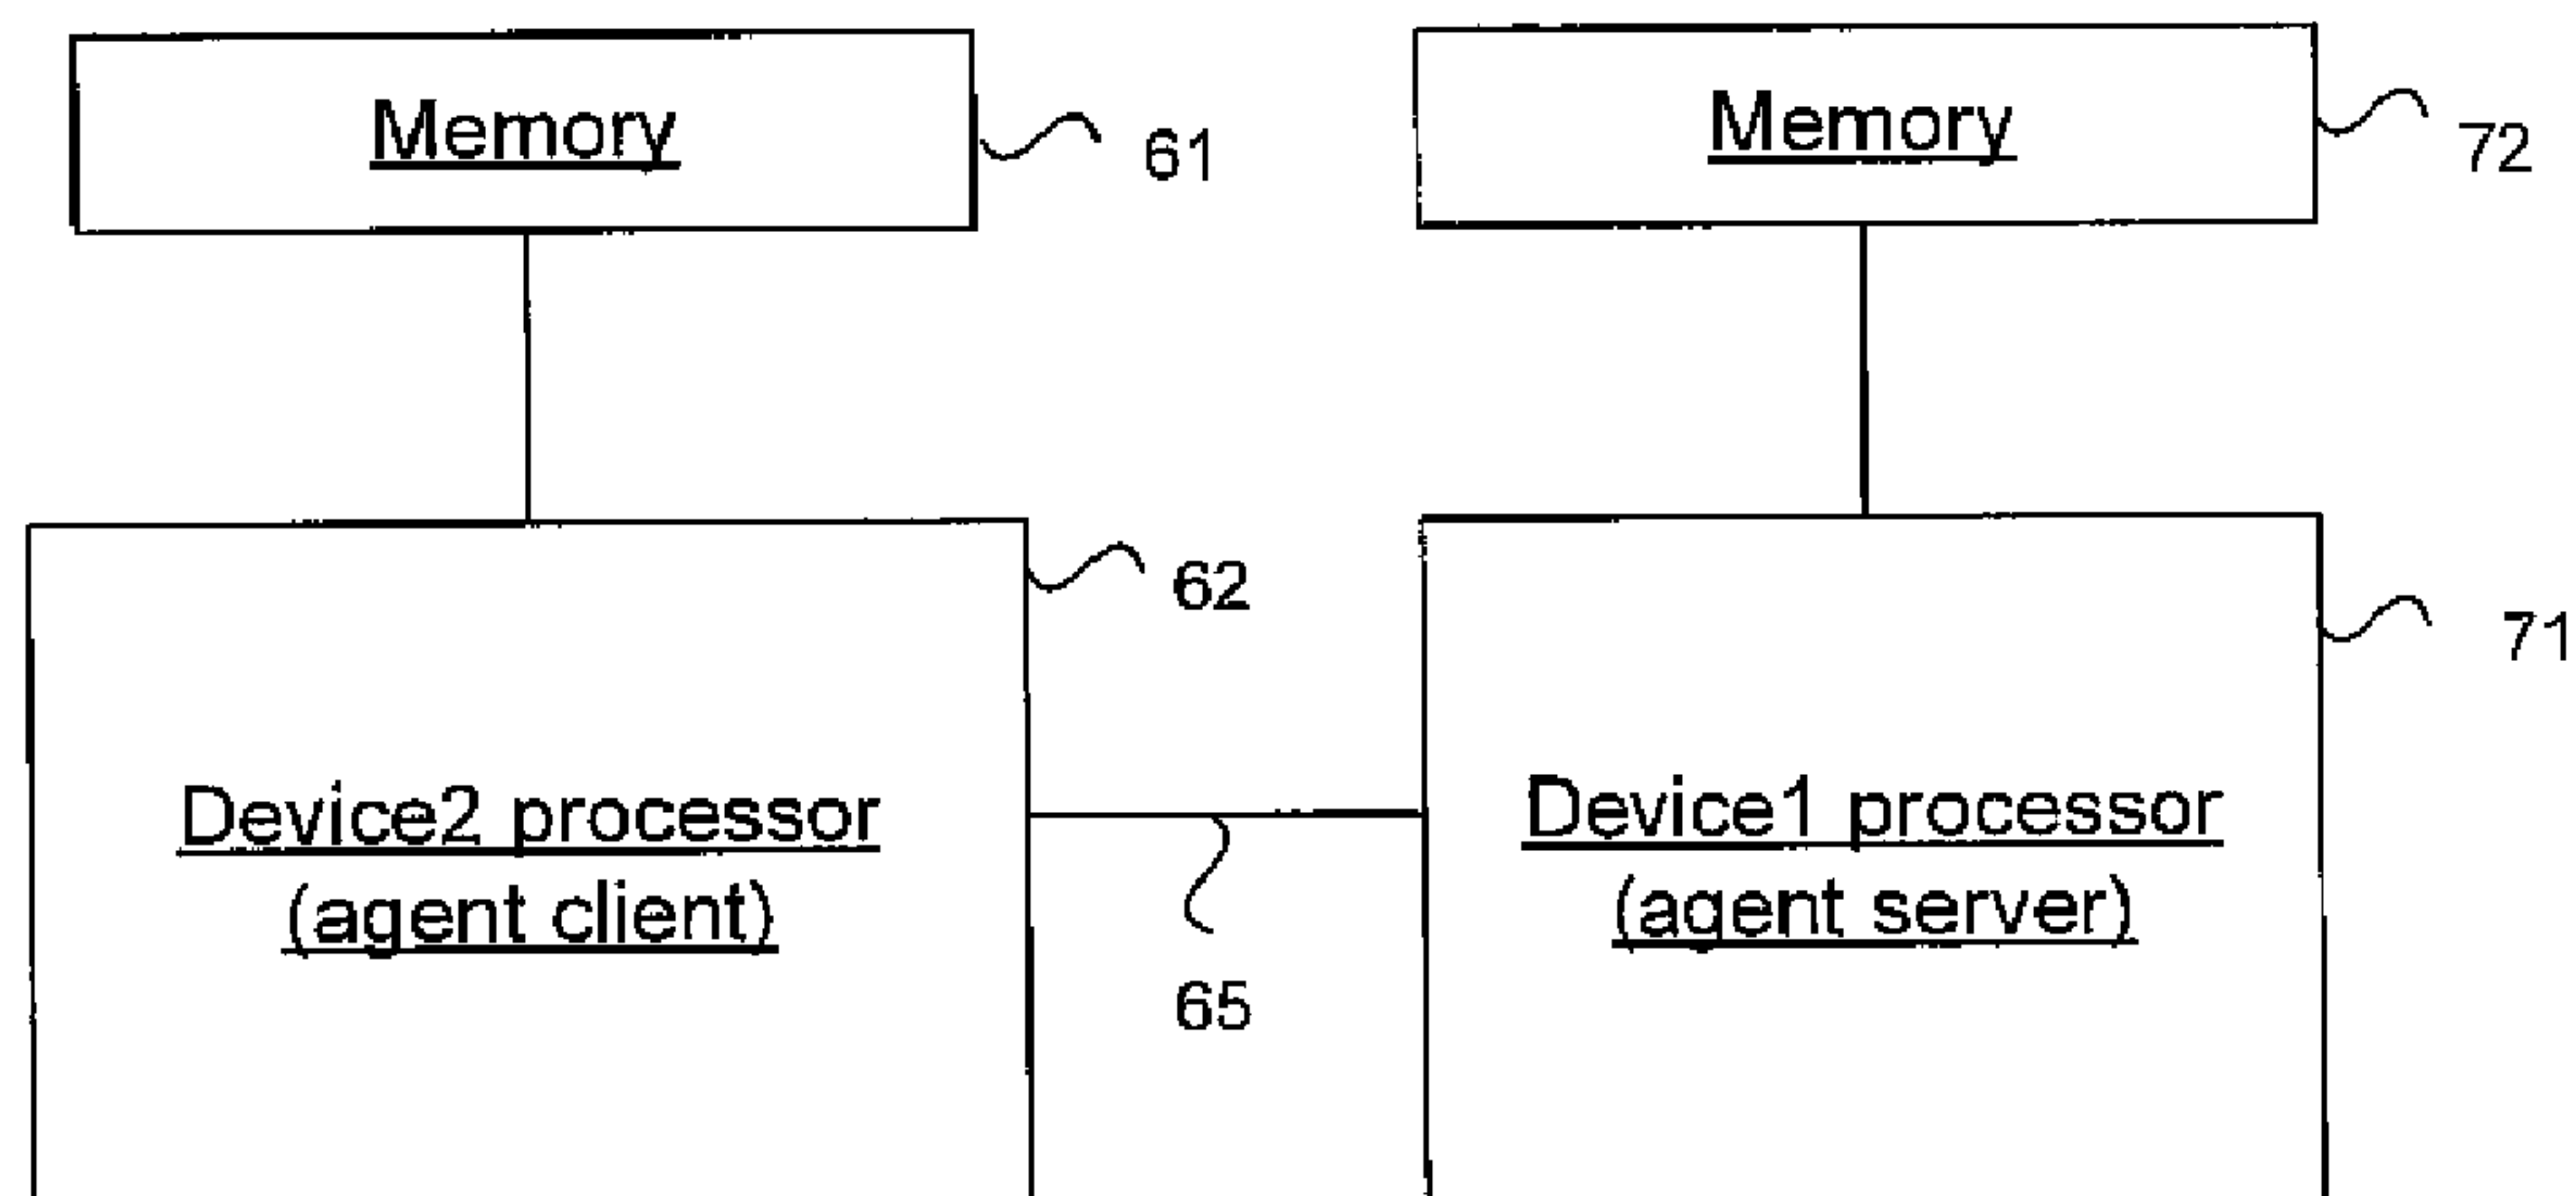 Memory
61
Memory
72
62
71
Device2 processor
(agent client)
Device1 processor
(agent server)
65